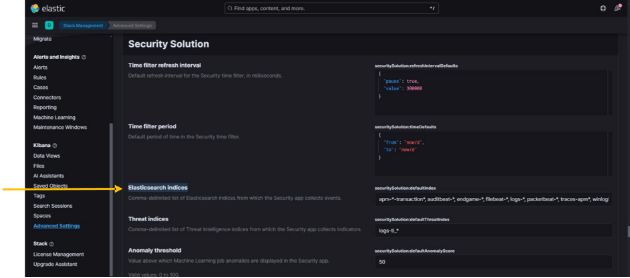 elastic
Find apps, content, and more.
D
Stack Management
Advanced Settings
Migrate
Alerts and Insights
Alerts
Rules
Cases
Connectors
Reporting
Machine Learning
Maintenance Windows
Kibana
Data Views
Files
AI Assistants
Saved Objects
Tags
Search Sessions
Spaces
Advanced Settings
Stack
License Management
Upgrade Assistant
Security Solution
Time filter refresh interval
Default refresh interval for the Security time filter, in milliseconds.
securitySolution:refreshIntervalDefaults
{
"pause": true,
"value": 300000
}
Time filter period
Default period of time in the Security time filter.
securitySolution:timeDefaults
{
"from": "now/d",
"to": "now/d"
}
Elasticsearch indices
Comma-delimited list of Elasticsearch indices from which the Security app collects events.
securitySolution:defaultIndex
apm-*-transaction*, auditbeat-*, endgame-*, filebeat-*, logs-*, packetbeat-*, traces-apm*, winlogl
Threat indices
Comma-delimited list of Threat Intelligence indices from which the Security app collects indicators.
securitySolution:defaultThreatIndex
logs-ti_*
Anomaly threshold
Value above which Machine Learning job anomalies are displayed in the Security app.
securitySolution:defaultAnomalyScore
50
Valid values: 0 to 100.